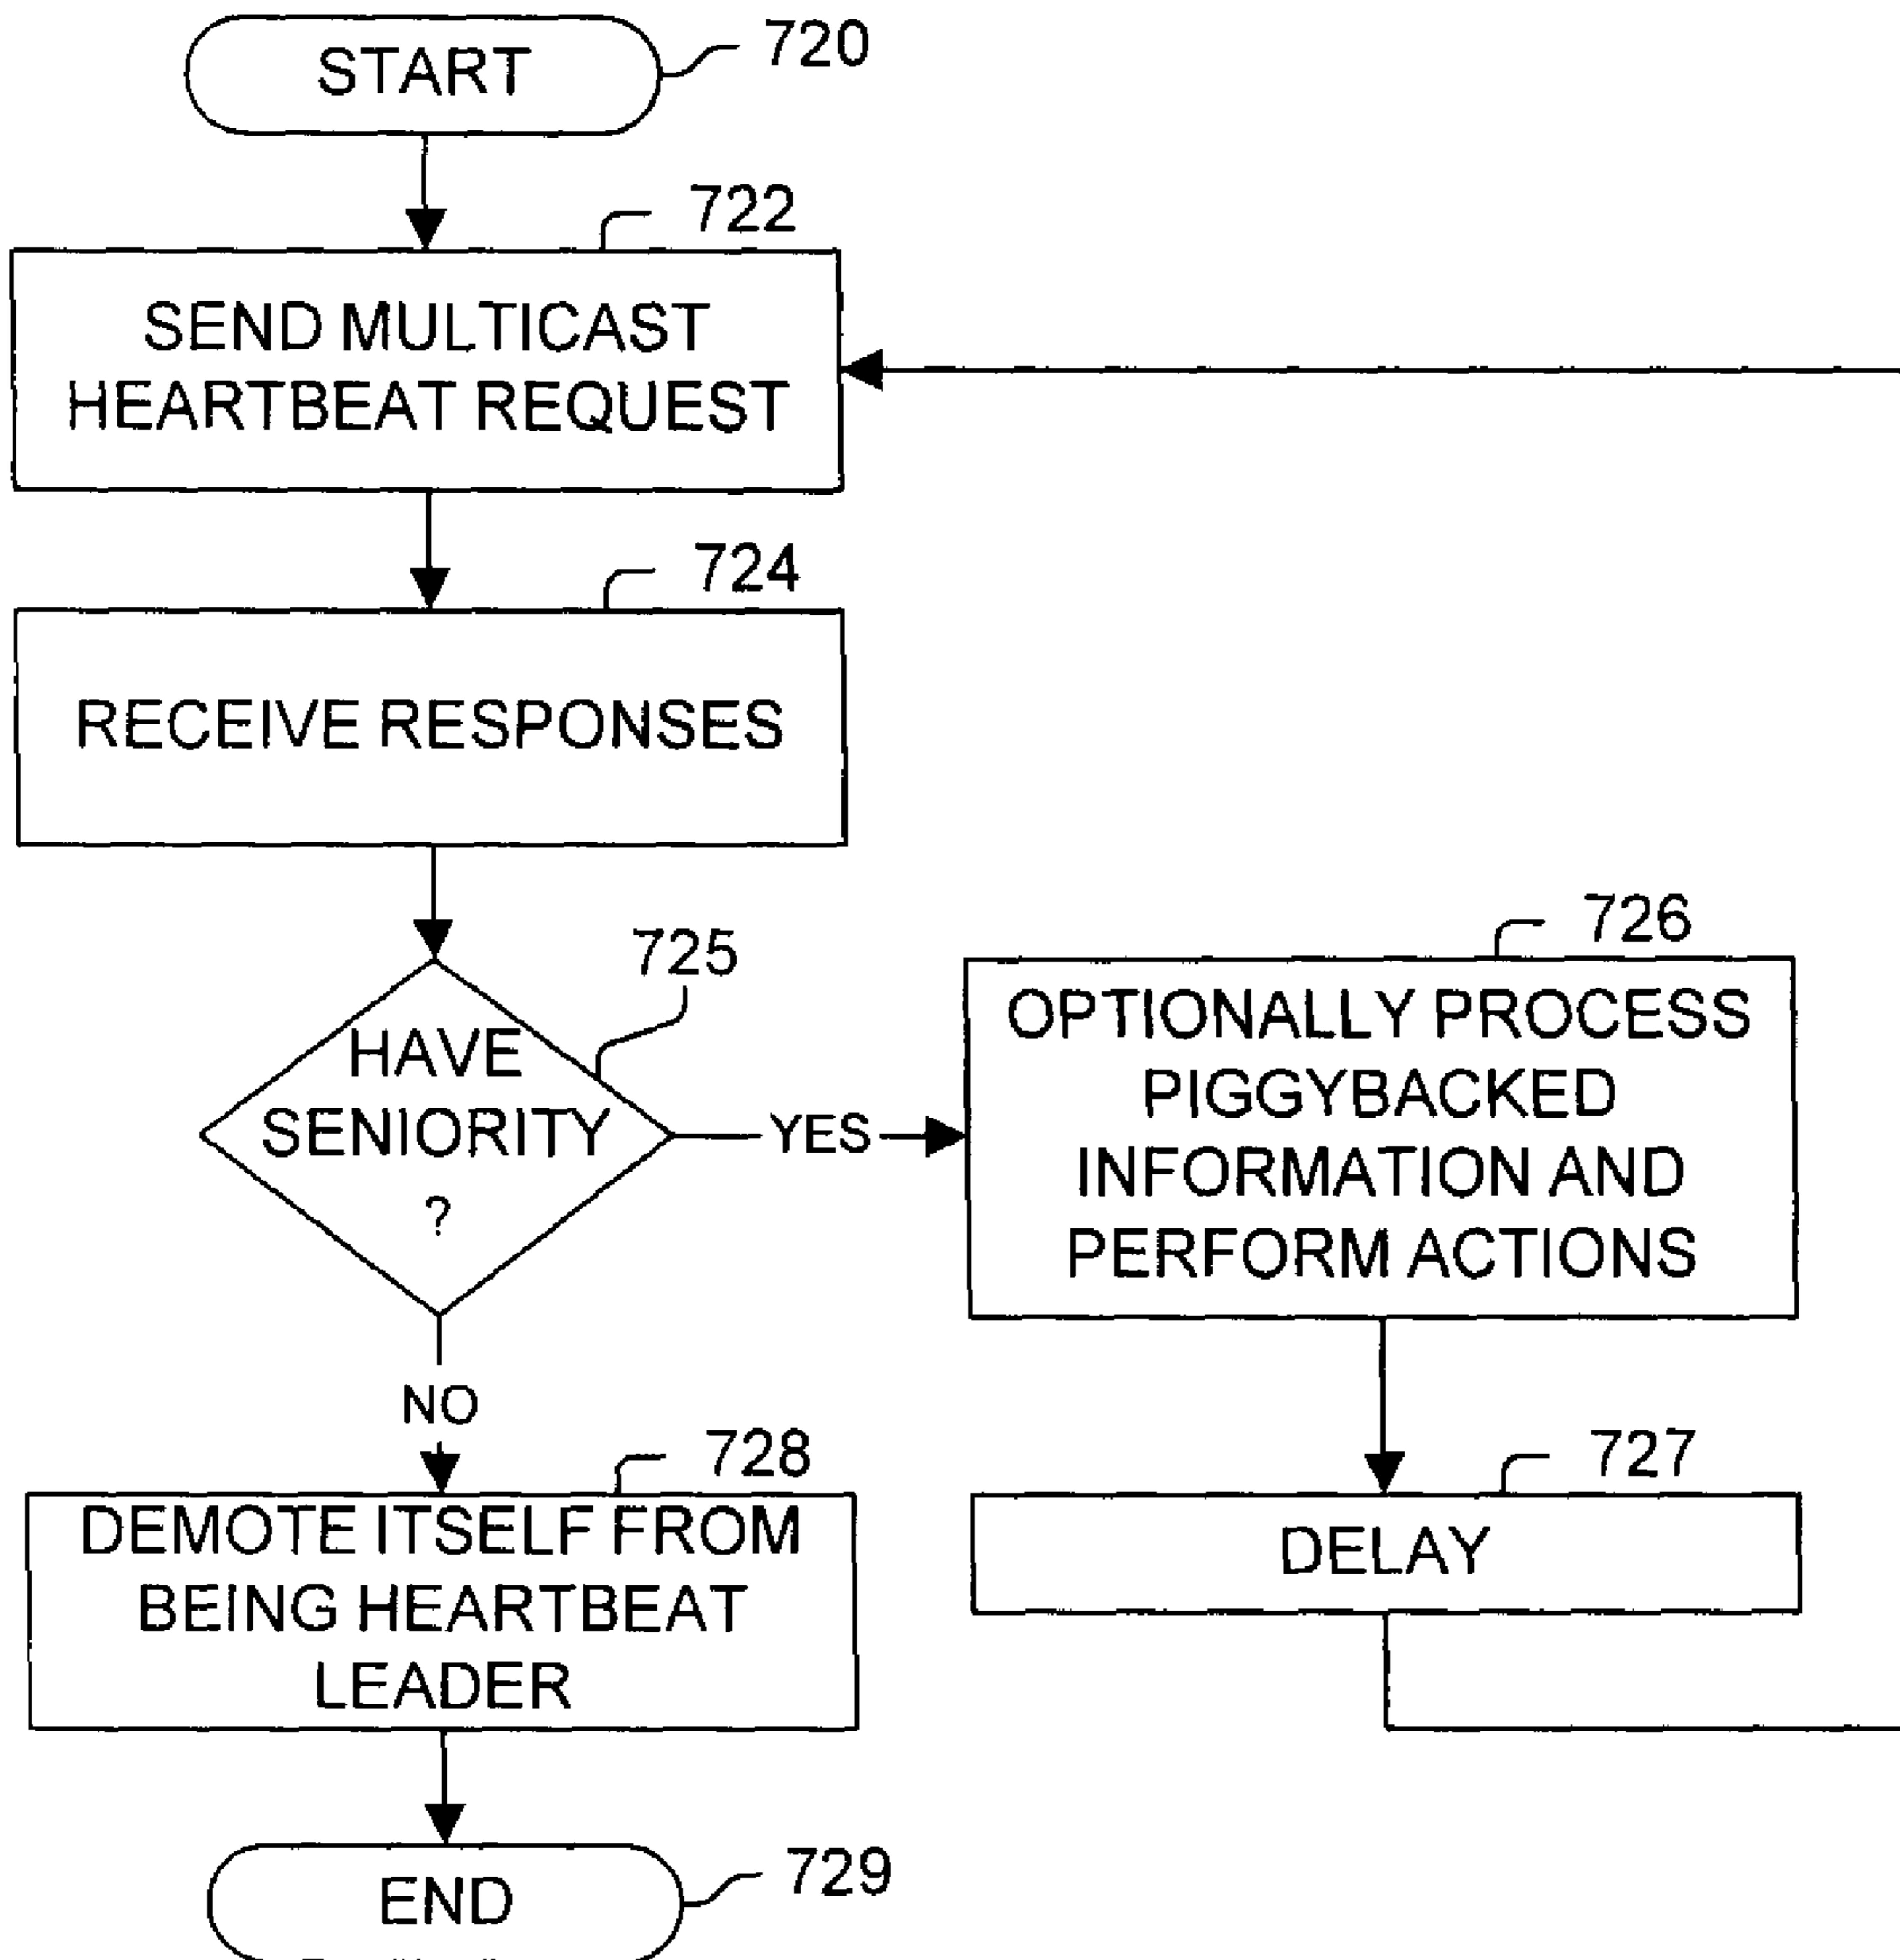 START
720
722
SEND MULTICAST
HEARTBEAT REQUEST
724
RECEIVE RESPONSES
725
HAVE
SENIORITY
?
YES
726
OPTIONALLY PROCESS
PIGGYBACKED
INFORMATION AND
PERFORM ACTIONS
NO
727
DELAY
728
DEMOTE ITSELF FROM
BEING HEARTBEAT
LEADER
END
729